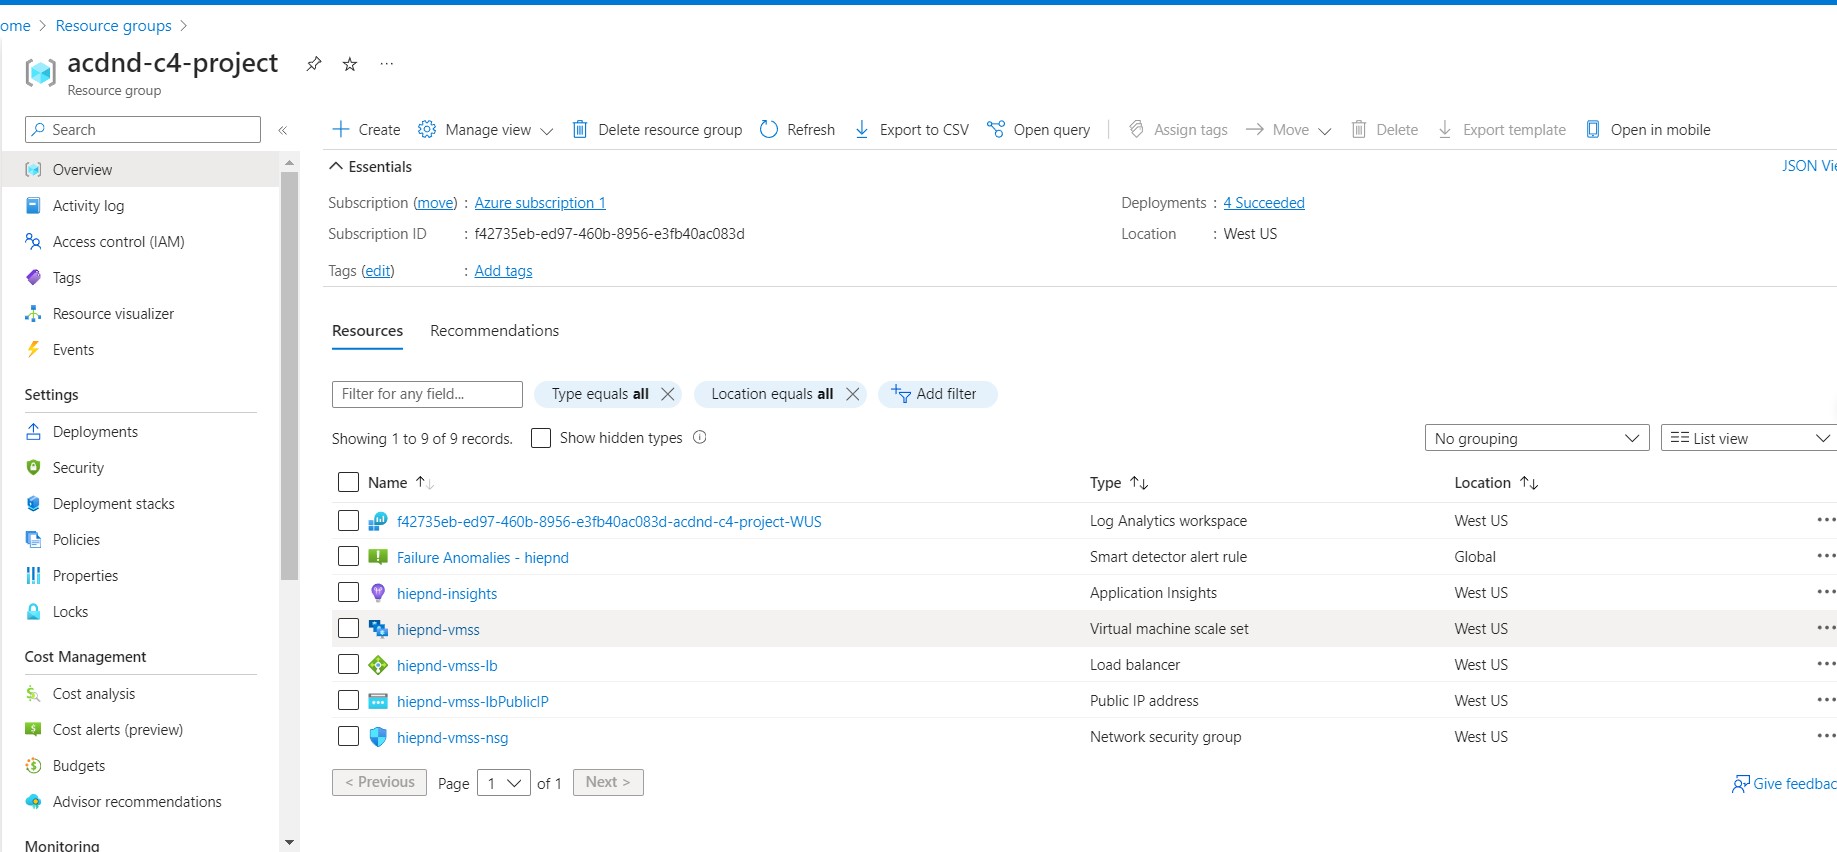 ome > Resource groups >
acdnd-c4-project ...
Resource group
Search «
Create Manage view Delete resource group Refresh Export to CSV Open query Assign tags Move Delete Export template Open in mobile
Overview
Activity log
Access control (IAM)
Tags
Resource visualizer
Events
Settings
Deployments
Security
Deployment stacks
Policies
Properties
Locks
Cost Management
Cost analysis
Cost alerts (preview)
Budgets
Advisor recommendations
Monitoring
Essentials JSON Vie
Subscription (move) : Azure subscription 1 Deployments : 4 Succeeded
Subscription ID : f42735eb-ed97-460b-8956-e3fb40ac083d Location : West US
Tags (edit) : Add tags
Resources Recommendations
Filter for any field... Type equals all Location equals all Add filter
Showing 1 to 9 of 9 records. Show hidden types No grouping List view
Name Type Location
f42735eb-ed97-460b-8956-e3fb40ac083d-acdnd-c4-project-WUS Log Analytics workspace West US ...
Failure Anomalies - hiepnd Smart detector alert rule Global ...
hiepnd-insights Application Insights West US ...
hiepnd-vmss Virtual machine scale set West US ...
hiepnd-vmss-lb Load balancer West US ...
hiepnd-vmss-lbPublicIP Public IP address West US ...
hiepnd-vmss-nsg Network security group West US ...
< Previous Page 1 of 1 Next > Give feedbac